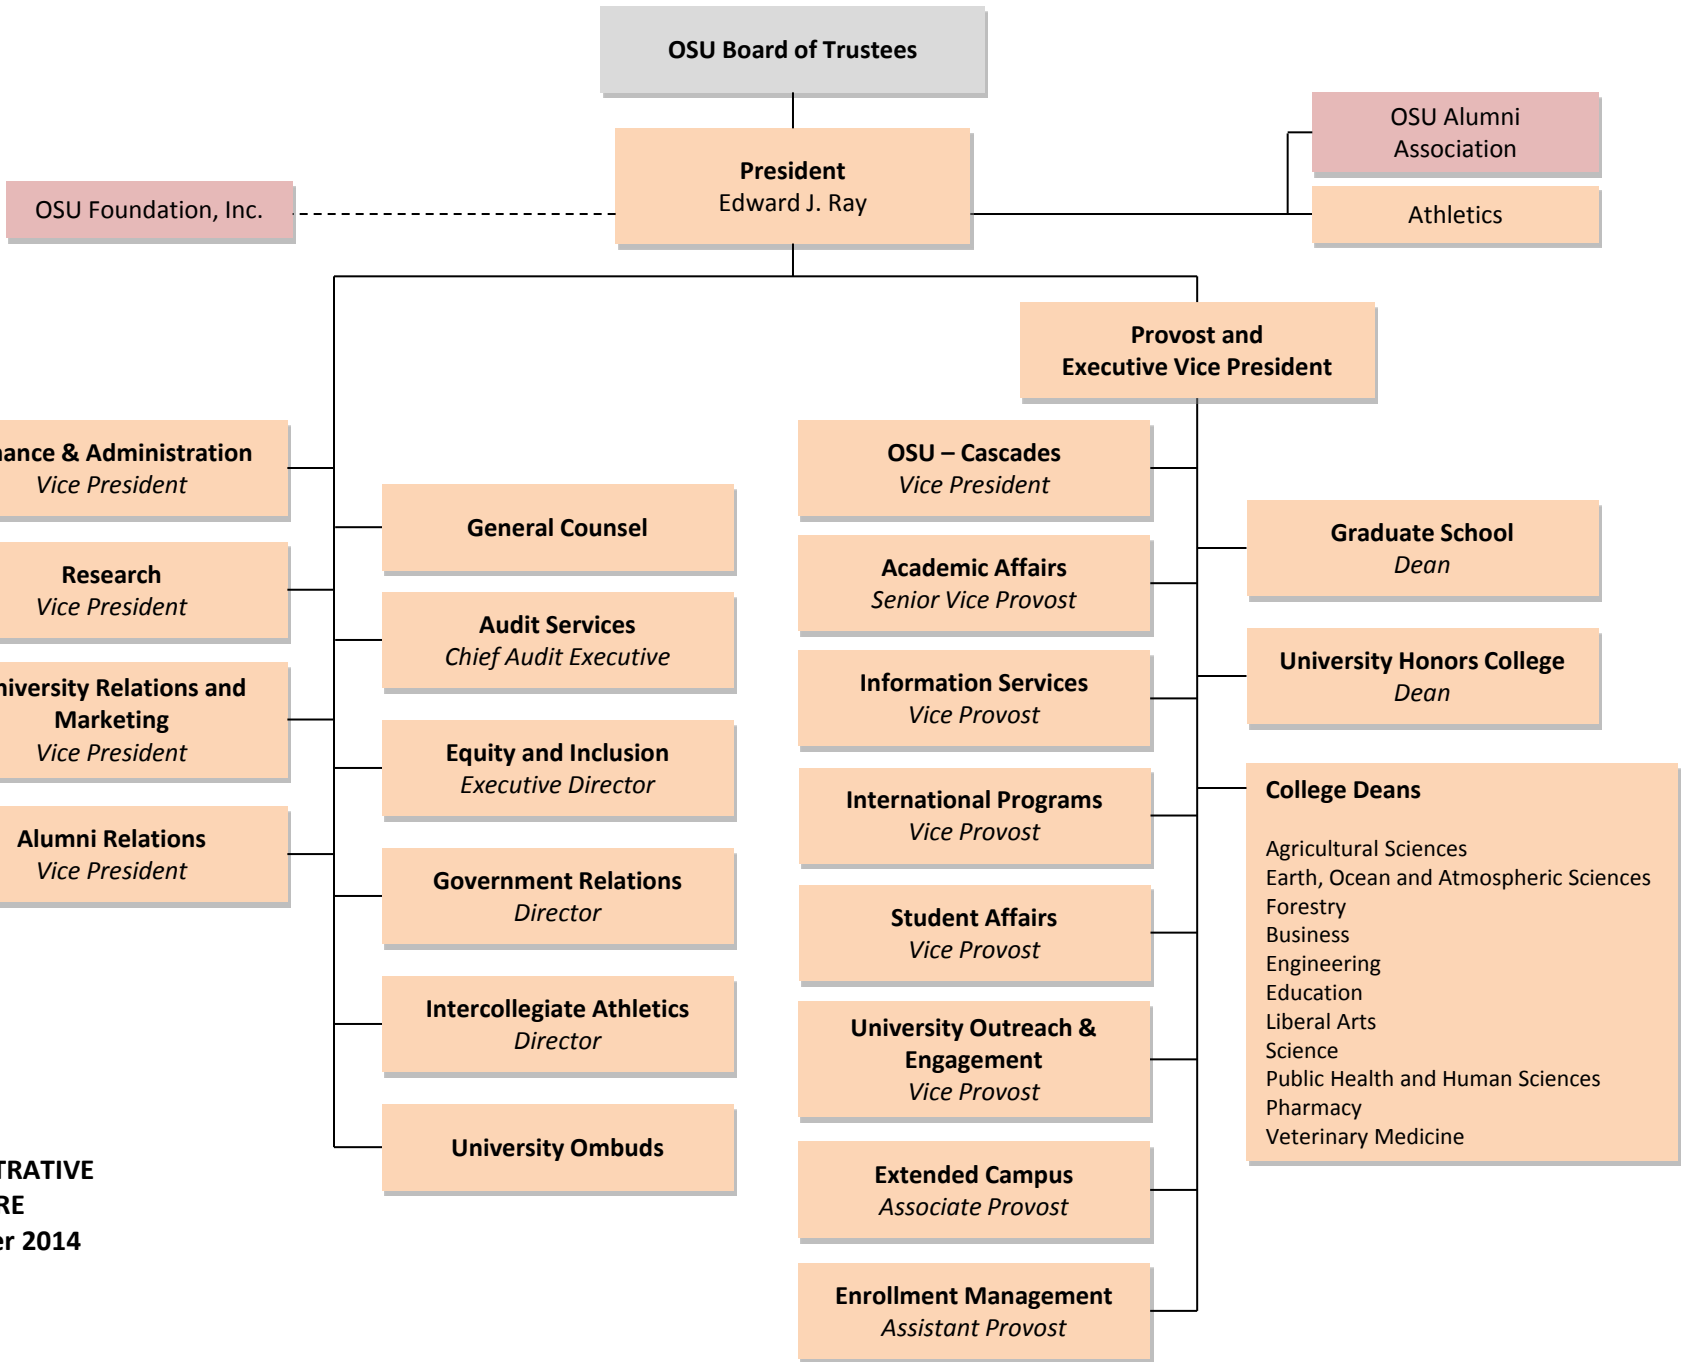 OSU Board of Trustees
OSU Alumni
Association
President
Edward J. Ray
OSU Foundation, Inc.
Athletics
Provost and
Executive Vice President
& Administration
Vice President
Research
Vice President
Relations and
Marketing
Vice President
Alumni Relations
Vice President
General Counsel
Audit Services
Chief Audit Executive
Equity and Inclusion
Executive Director
Government Relations
Director
Intercollegiate Athletics
Director
University Ombuds
OSU – Cascades
Vice President
Academic Affairs
Senior Vice Provost
Information Services
Vice Provost
International Programs
Vice Provost
Student Affairs
Vice Provost
University Outreach &
Engagement
Vice Provost
Extended Campus
Associate Provost
Enrollment Management
Assistant Provost
Graduate School
Dean
University Honors College
Dean
College Deans
Agricultural Sciences
Earth, Ocean and Atmospheric Sciences
Forestry
Business
Engineering
Education
Liberal Arts
Science
Public Health and Human Sciences
Pharmacy
Veterinary Medicine
TRATIVE
RE
er 2014